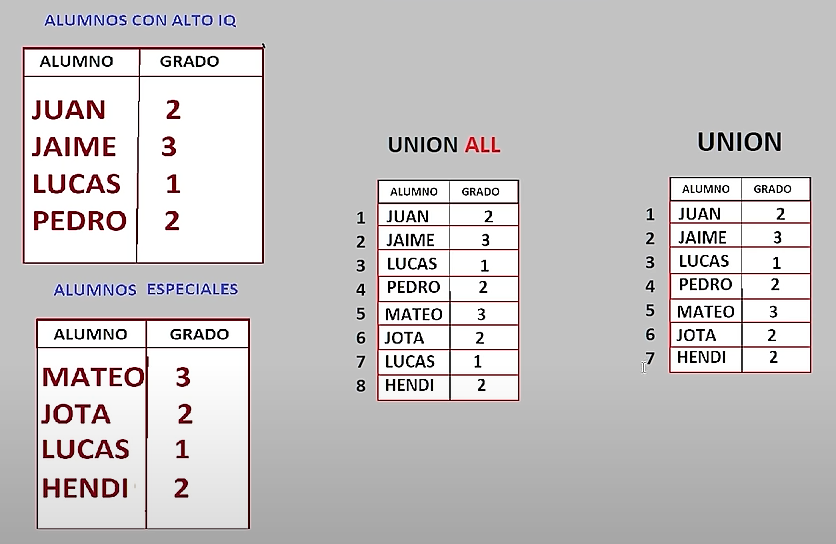 ALUMNOS CON ALTO IQ
ALUMNO GRADO
JUAN 2
JAIME 3
LUCAS 1
PEDRO 2
ALUMNOS ESPECIALES
ALUMNO GRADO
MATEO 3
JOTA 2
LUCAS 1
HENDI 2
UNION ALL
ALUMNO GRADO
1 JUAN 2
2 JAIME 3
3 LUCAS 1
4 PEDRO 2
5 MATEO 3
6 JOTA 2
7 LUCAS 1
8 HENDI 2
UNION
ALUMNO GRADO
1 JUAN 2
2 JAIME 3
3 LUCAS 1
4 PEDRO 2
5 MATEO 3
6 JOTA 2
7 HENDI 2